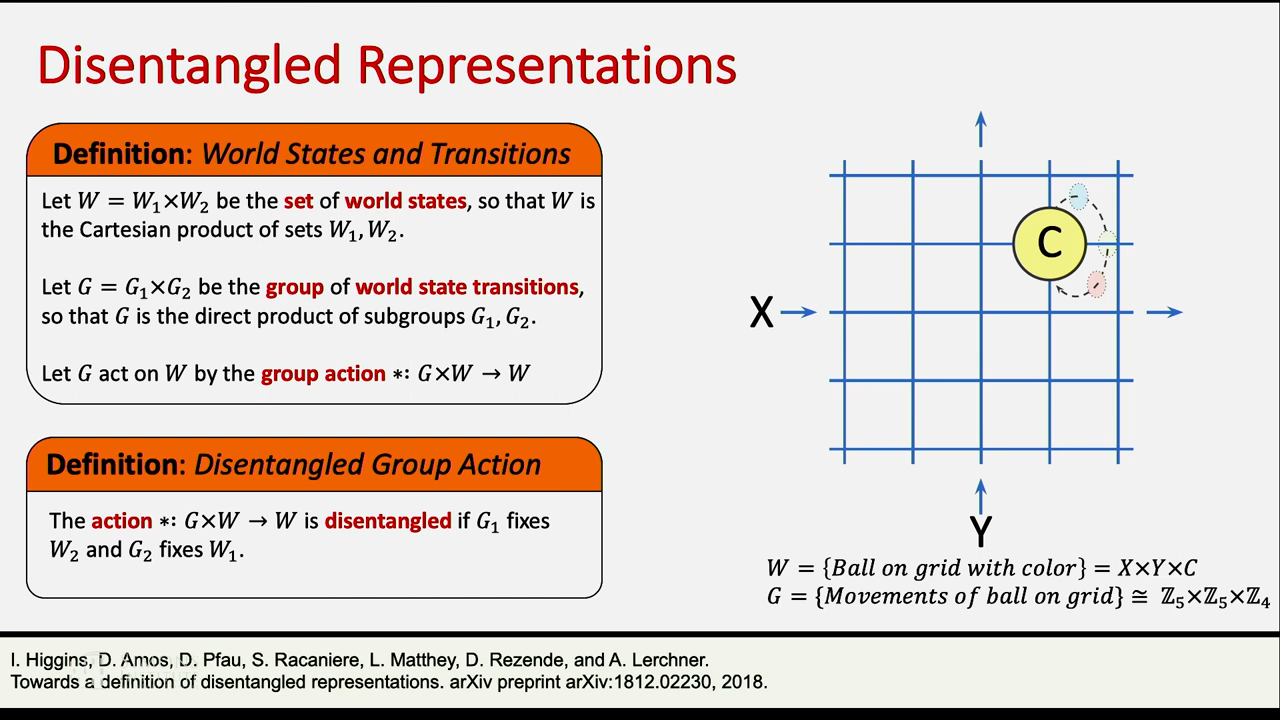 Disentangled Representations
Definition: World States and Transitions
Let W = W₁×W₂ be the set of world states, so that W is
the Cartesian product of sets W₁, W₂.
Let G = G₁×G₂ be the group of world state transitions,
so that G is the direct product of subgroups G₁, G₂.
Let G act on W by the group action ∗: G×W → W
Definition: Disentangled Group Action
The action ∗: G×W → W is disentangled if G₁ fixes
W₂ and G₂ fixes W₁.
C
X
Y
W = {Ball on grid with color} = X×Y×C
G = {Movements of ball on grid} ≅ ℤ₅×ℤ₅×ℤ₄
I. Higgins, D. Amos, D. Pfau, S. Racaniere, L. Matthey, D. Rezende, and A. Lerchner.
Towards a definition of disentangled representations. arXiv preprint arXiv:1812.02230, 2018.